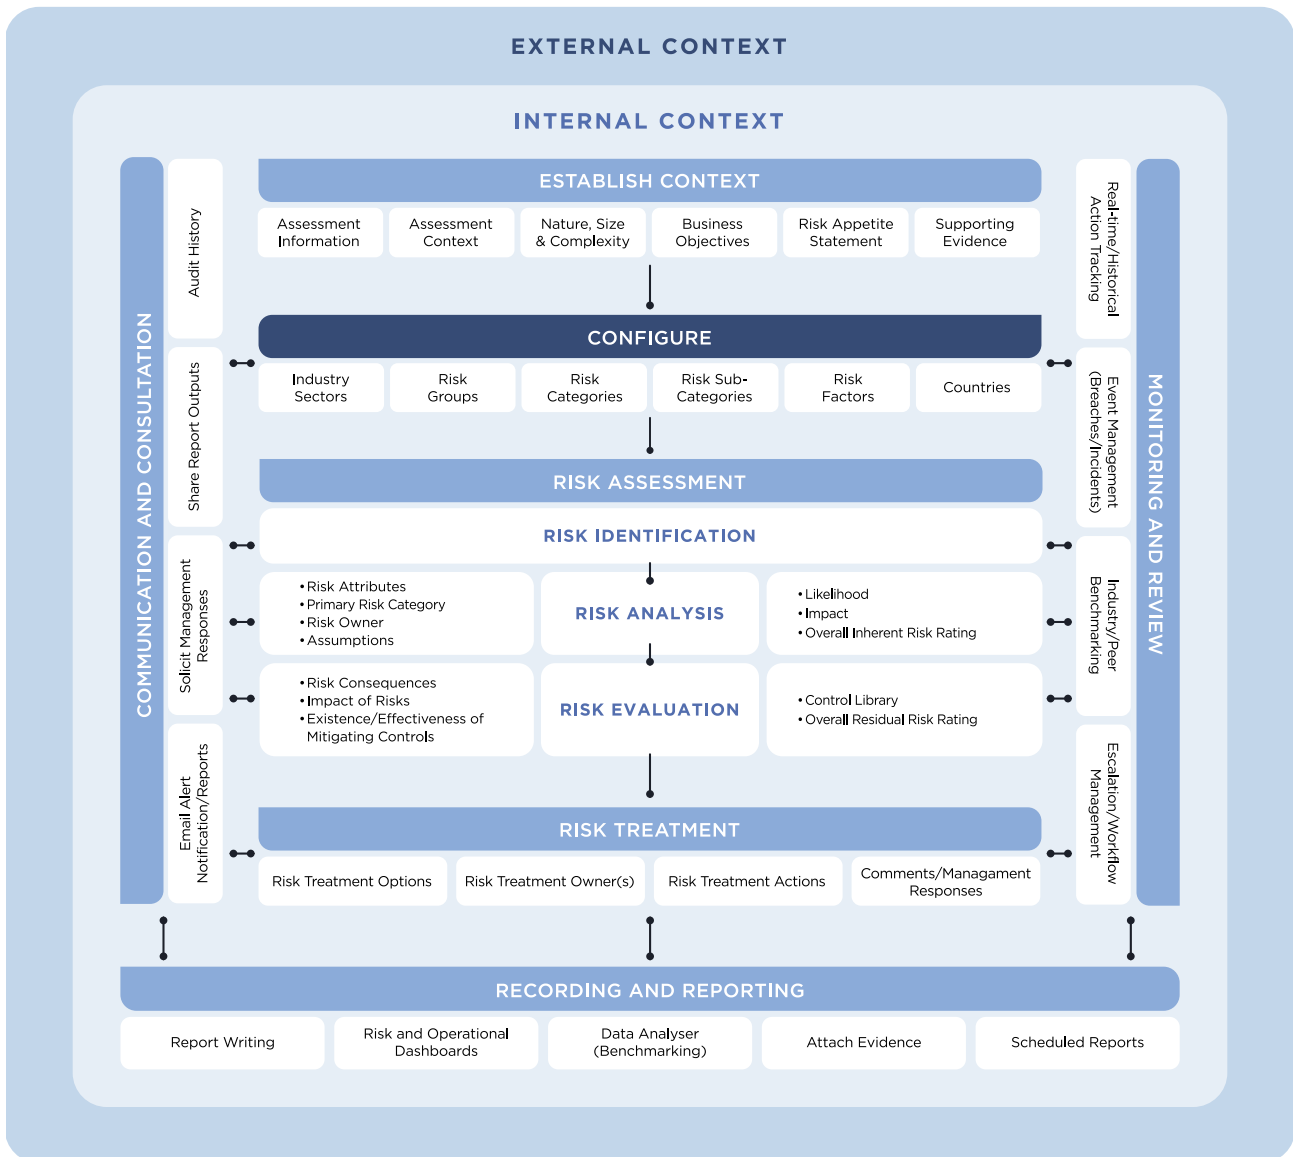 EXTERNAL CONTEXT
INTERNAL CONTEXT
COMMUNICATION AND CONSULTATION
Audit History
Share Report Outputs
Solicit Management
Responses
Email Alert
Notification/Reports
ESTABLISH CONTEXT
Assessment
Information
Assessment
Context
Nature, Size
& Complexity
Business
Objectives
Risk Appetite
Statement
Supporting
Evidence
CONFIGURE
Industry
Sectors
Risk
Groups
Risk
Categories
Risk Sub-
Categories
Risk
Factors
Countries
RISK ASSESSMENT
RISK IDENTIFICATION
• Risk Attributes
• Primary Risk Category
• Risk Owner
• Assumptions
RISK ANALYSIS
• Likelihood
• Impact
• Overall Inherent Risk Rating
• Risk Consequences
• Impact of Risks
• Existence/Effectiveness of
Mitigating Controls
RISK EVALUATION
• Control Library
• Overall Residual Risk Rating
RISK TREATMENT
Risk Treatment Options
Risk Treatment Owner(s)
Risk Treatment Actions
Comments/Managament
Responses
Real-time/Historical
Action Tracking
Event Management
(Breaches/Incidents)
Industry/Peer
Benchmarking
Escalation/Workflow
Management
MONITORING AND REVIEW
RECORDING AND REPORTING
Report Writing
Risk and Operational
Dashboards
Data Analyser
(Benchmarking)
Attach Evidence
Scheduled Reports